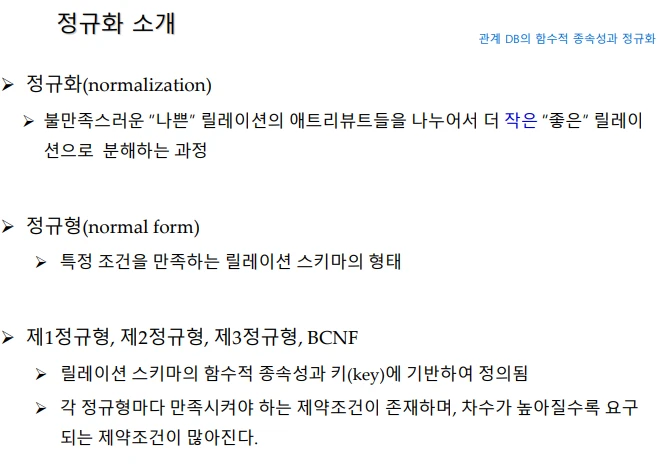 정규화 소개
관계 DB의 함수적 종속성과 정규화
➢ 정규화(normalization)
➢ 불만족스러운 “나쁜” 릴레이션의 애트리뷰트들을 나누어서 더 작은 “좋은” 릴레이
션으로 분해하는 과정
➢ 정규형(normal form)
➢ 특정 조건을 만족하는 릴레이션 스키마의 형태
➢ 제1정규형, 제2정규형, 제3정규형, BCNF
➢ 릴레이션 스키마의 함수적 종속성과 키(key)에 기반하여 정의됨
➢ 각 정규형마다 만족시켜야 하는 제약조건이 존재하며, 차수가 높아질수록 요구
되는 제약조건이 많아진다.